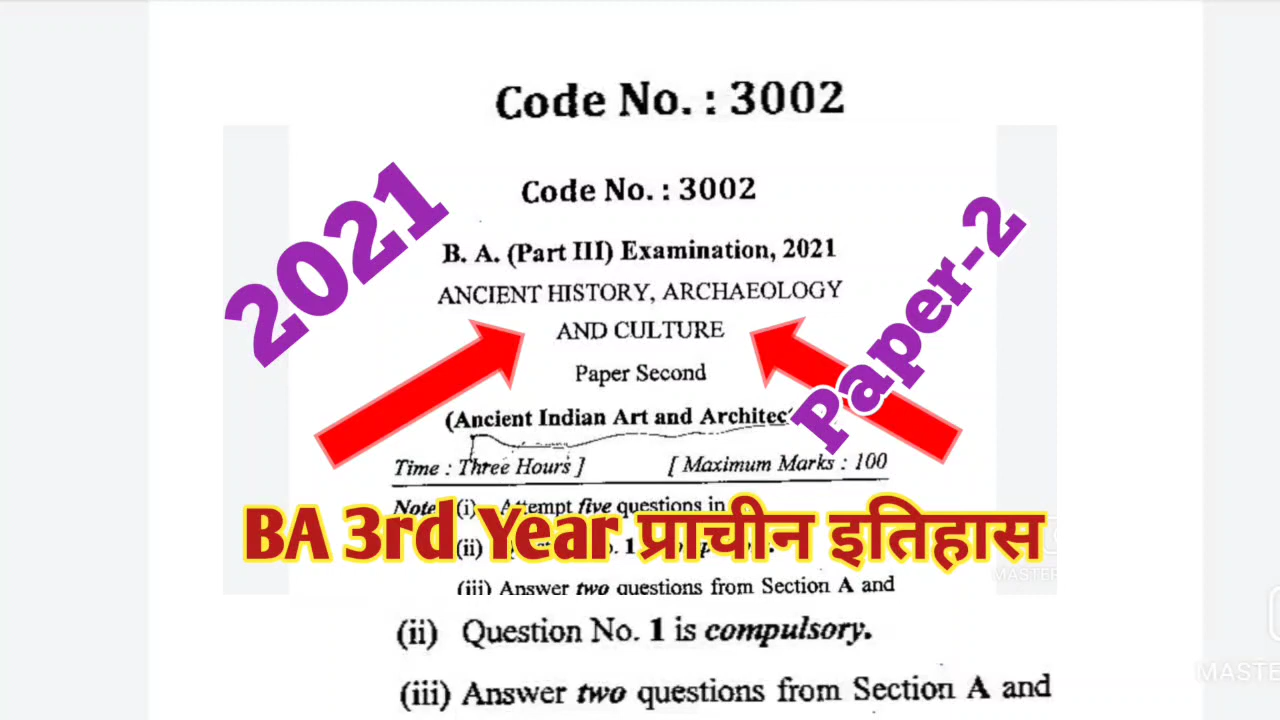 Code No. : 3002
Code No. : 3002
2021
B. A. (Part III) Examination, 2021
ANCIENT HISTORY, ARCHAEOLOGY
AND CULTURE
Paper-2
Paper Second
(Ancient Indian Art and
Time : Three Hours ] [ Maximum Marks : 100
Note (i) Attempt five questions in
BA 3rd Year प्राचीन इतिहास
(ii)
(iii) Answer two questions from Section A and
(ii) Question No. 1 is compulsory.
(iii) Answer two questions from Section A and